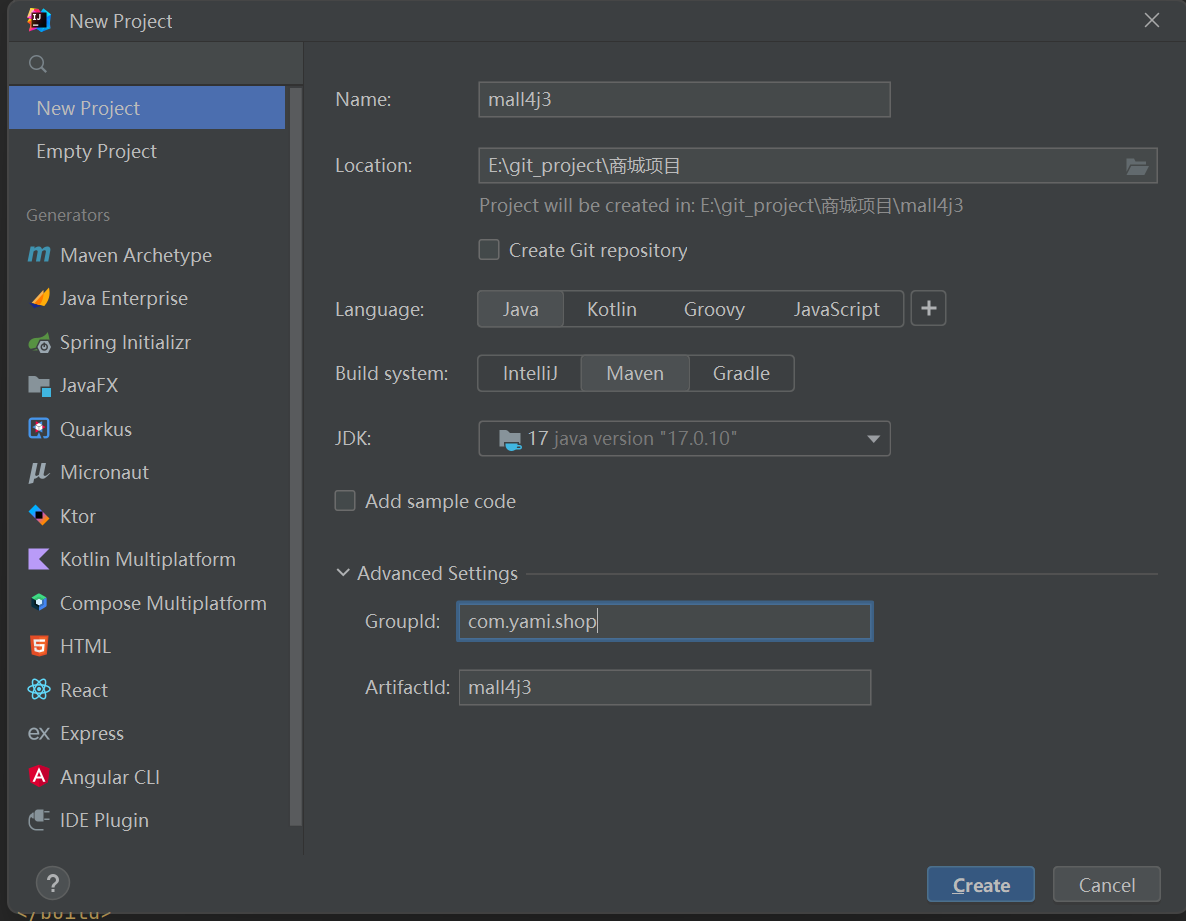 New Project
New Project
Empty Project
Generators
Maven Archetype
Java Enterprise
Spring Initializr
JavaFX
Quarkus
Micronaut
Ktor
Kotlin Multiplatform
Compose Multiplatform
HTML
React
ex Express
Angular CLI
IDE Plugin
Name: mall4j3
Location: E:\git_project\商城项目
Project will be created in: E:\git_project\商城项目\mall4j3
Create Git repository
Language: Java Kotlin Groovy JavaScript +
Build system: IntelliJ Maven Gradle
JDK: 17 java version "17.0.10"
Add sample code
Advanced Settings
GroupId: com.yami.shop
ArtifactId: mall4j3
? Create Cancel
</build>